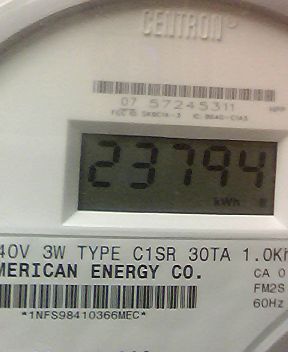 CENTRON®
07 57245311
23794
kWh
40V 3W TYPE C1SR 30TA 1.0Kh
MERICAN ENERGY CO.
CA 0
FM2S
60Hz
*1NFS98410366MEC*